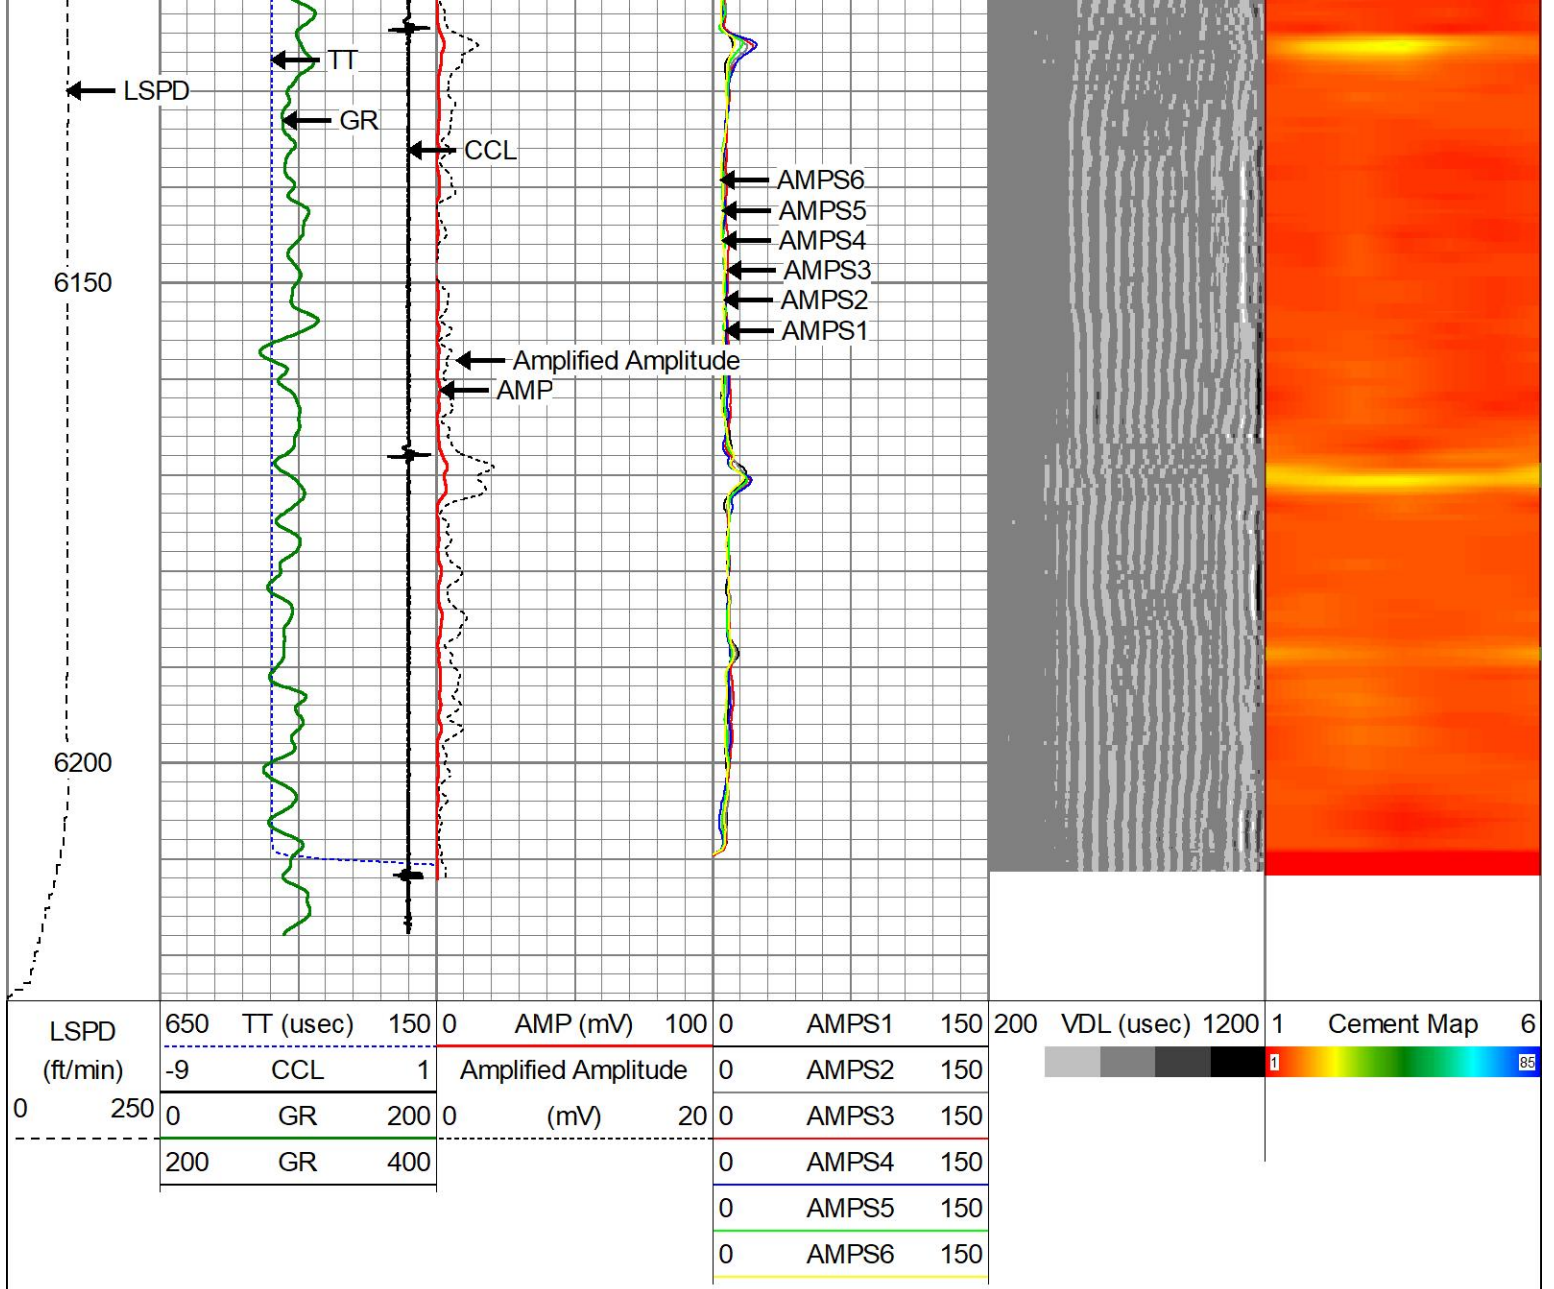 TT
LSPD
GR
CCL
AMPS6
AMPS5
AMPS4
AMPS3
6150
AMPS2
AMPS1
Amplified Amplitude
AMP
6200
LSPD
(ft/min)
0 250
650 TT (usec) 150
-9 CCL 1
0 GR 200
200 GR 400
0 AMP (mV) 100
Amplified Amplitude
0 (mV) 20
0 AMPS1 150
0 AMPS2 150
0 AMPS3 150
0 AMPS4 150
0 AMPS5 150
0 AMPS6 150
200 VDL (usec) 1200
1 Cement Map 6
1 85